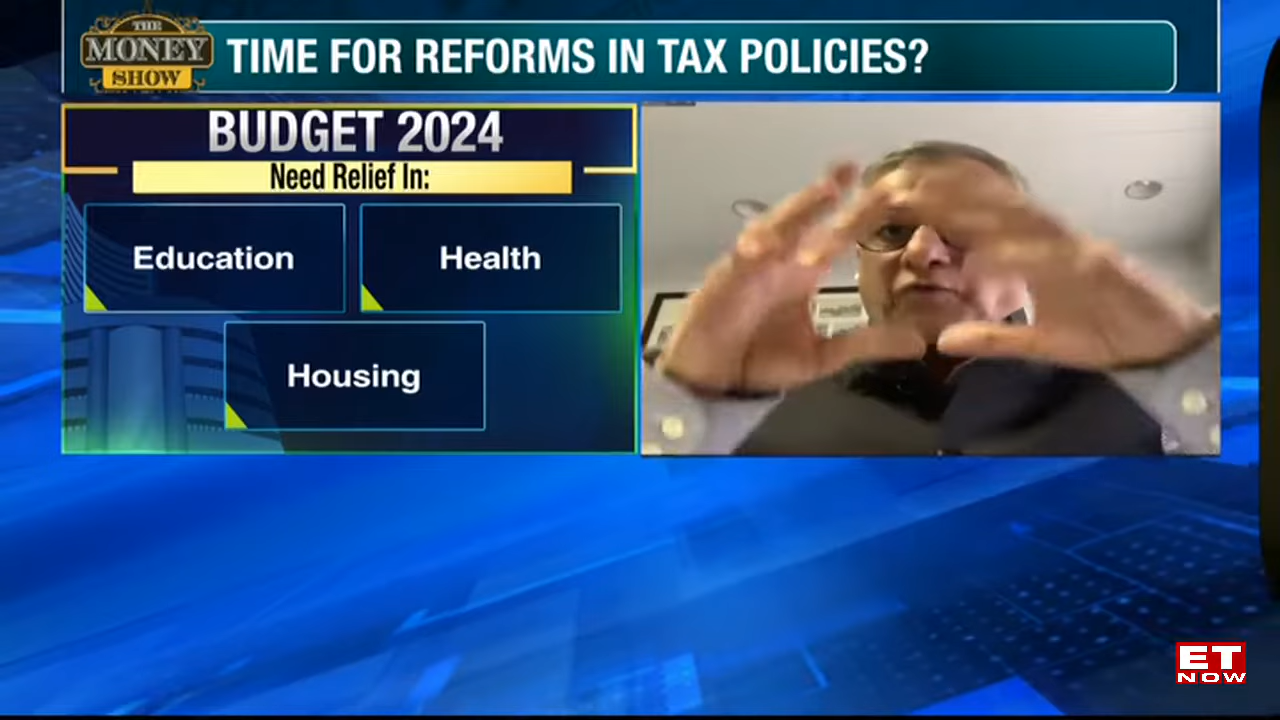 THE
MONEY
SHOW
TIME FOR REFORMS IN TAX POLICIES?
BUDGET 2024
Need Relief In:
Education
Health
Housing
ET
NOW